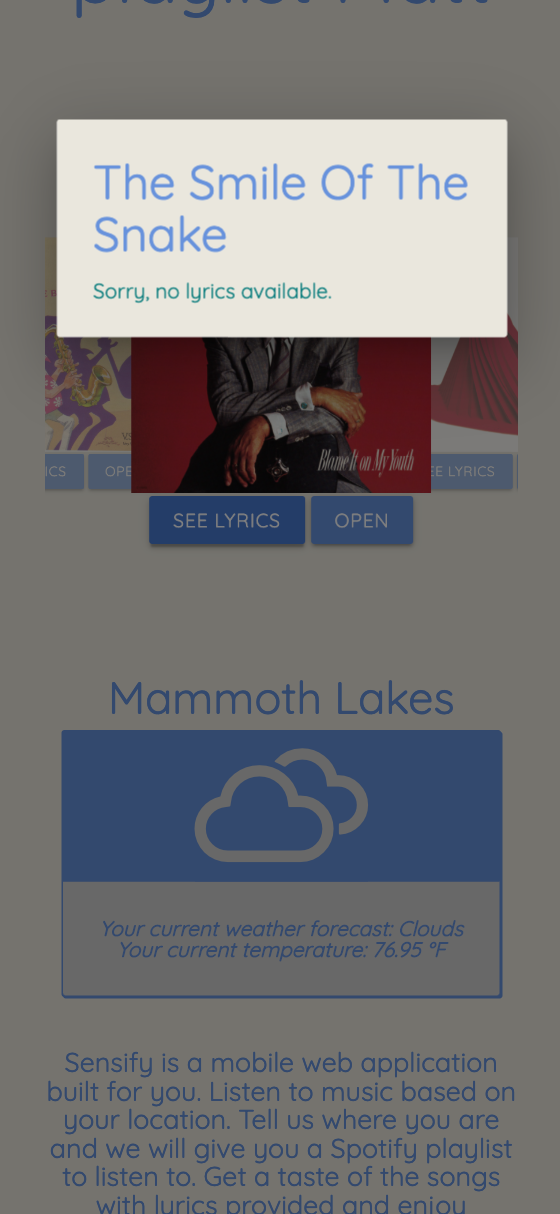 The Smile Of The
Snake
Sorry, no lyrics available.
Blame It on My Youth
ICS
OPE
EE LYRICS
SEE LYRICS
OPEN
Mammoth Lakes
Your current weather forecast: Clouds
Your current temperature: 76.95 °F
Sensify is a mobile web application
built for you. Listen to music based on
your location. Tell us where you are
and we will give you a Spotify playlist
to listen to. Get a taste of the songs
with lyrics provided and enjoy